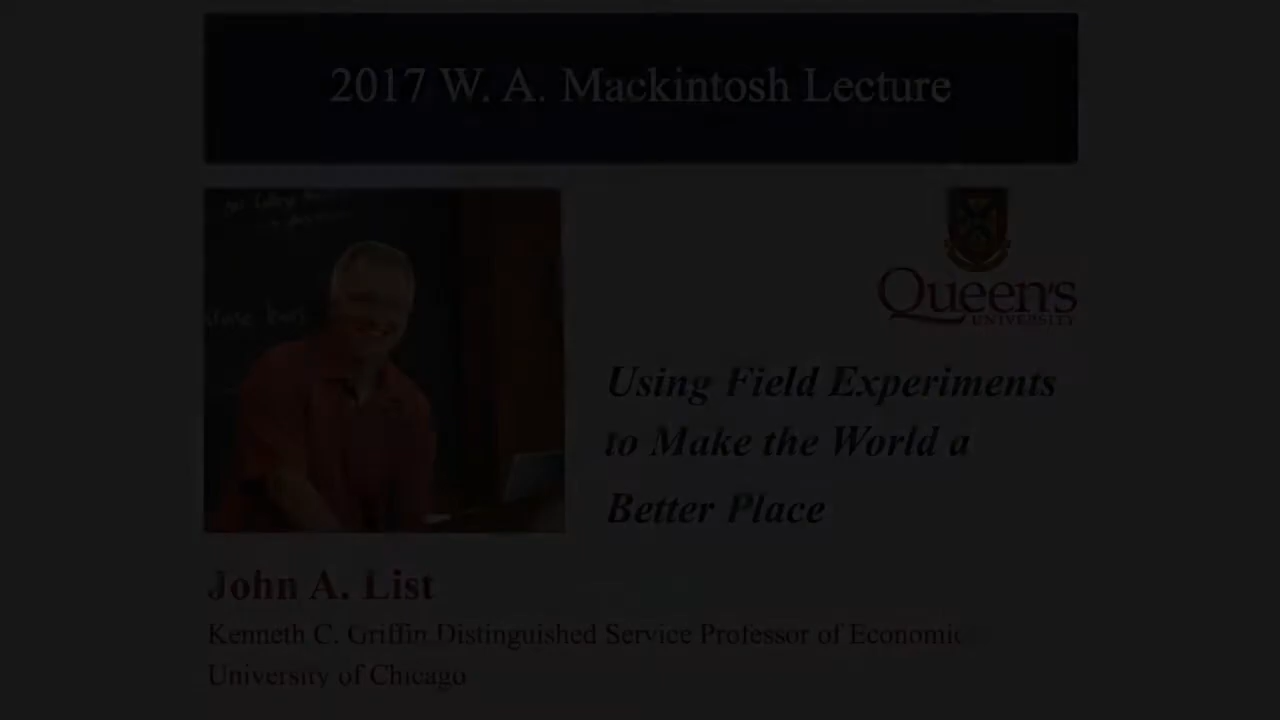 2017 W. A. Mackintosh Lecture
Queen's
UNIVERSITY
Using Field Experiments
to Make the World a
Better Place
John A. List
Kenneth C. Griffin Distinguished Service Professor of
University of Chicago